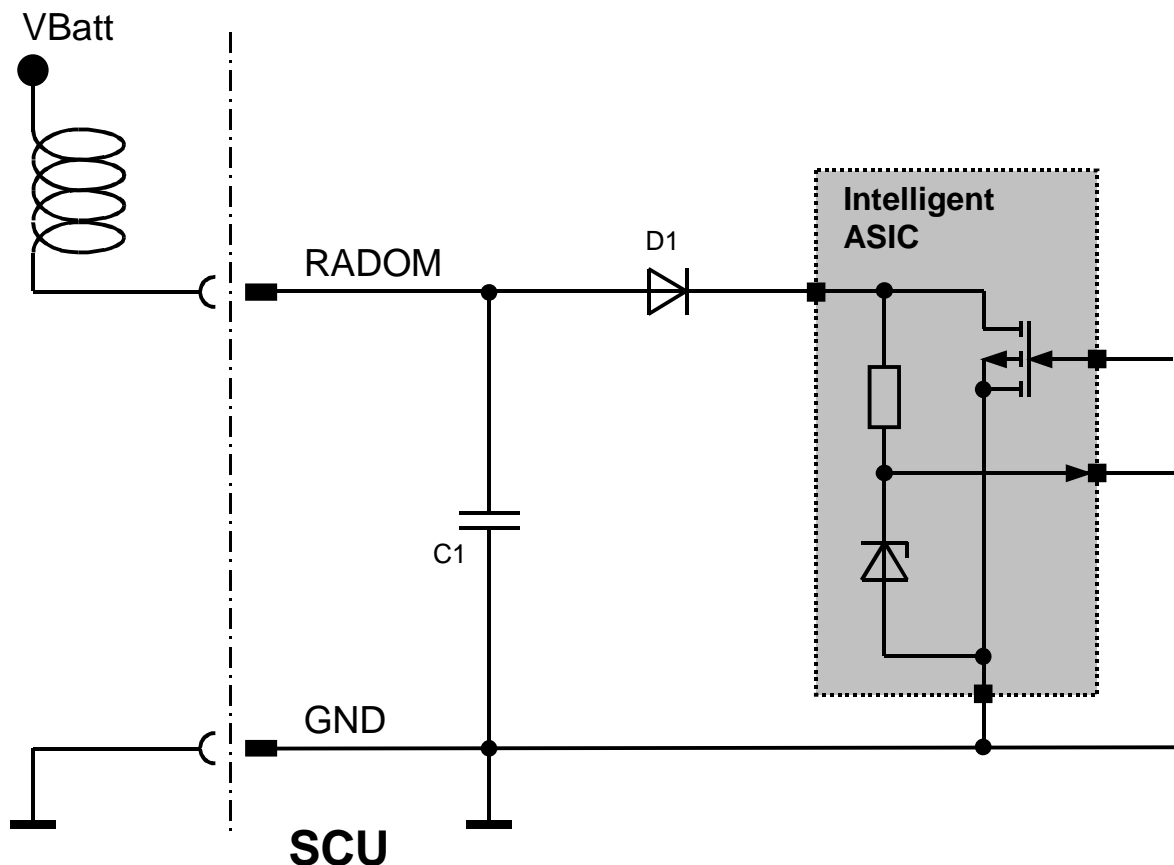 VBatt
Intelligent
ASIC
D1
RADOM
C1
GND
SCU